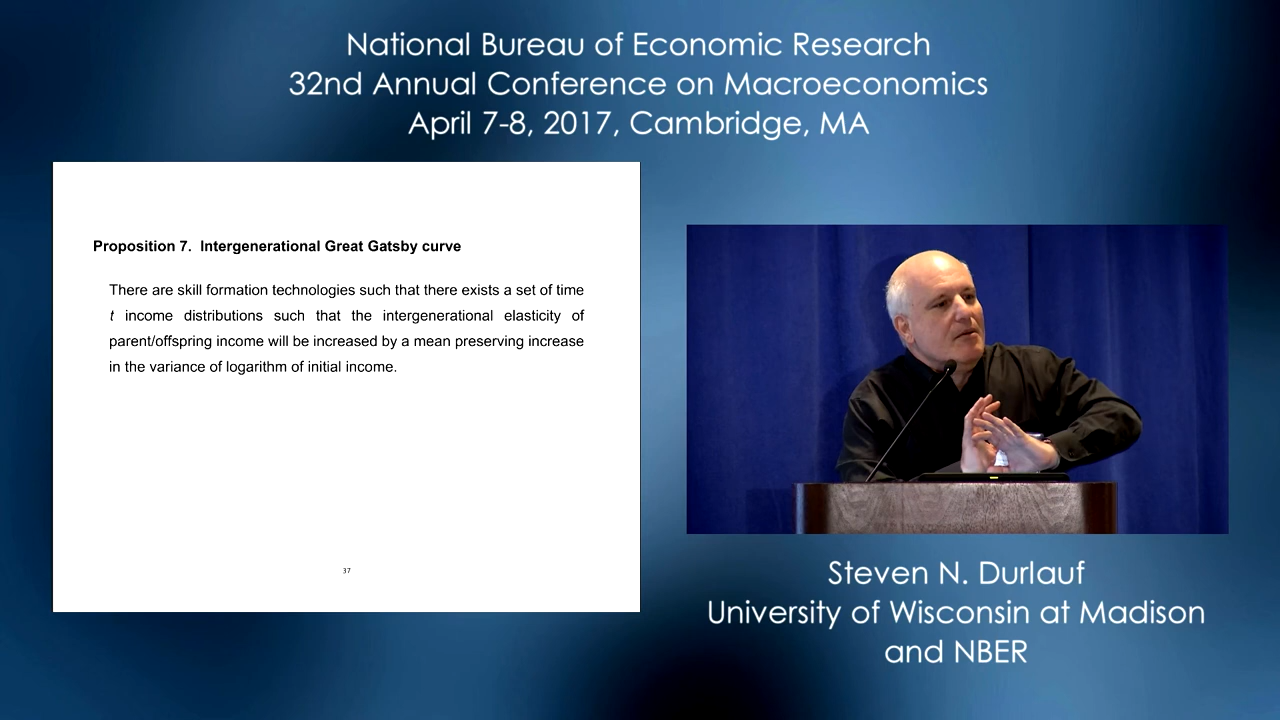 National Bureau of Economic Research
32nd Annual Conference on Macroeconomics
April 7-8, 2017, Cambridge, MA
Proposition 7.  Intergenerational Great Gatsby curve
There are skill formation technologies such that there exists a set of time
t income distributions such that the intergenerational elasticity of
parent/offspring income will be increased by a mean preserving increase
in the variance of logarithm of initial income.
37
Steven N. Durlauf
University of Wisconsin at Madison
and NBER